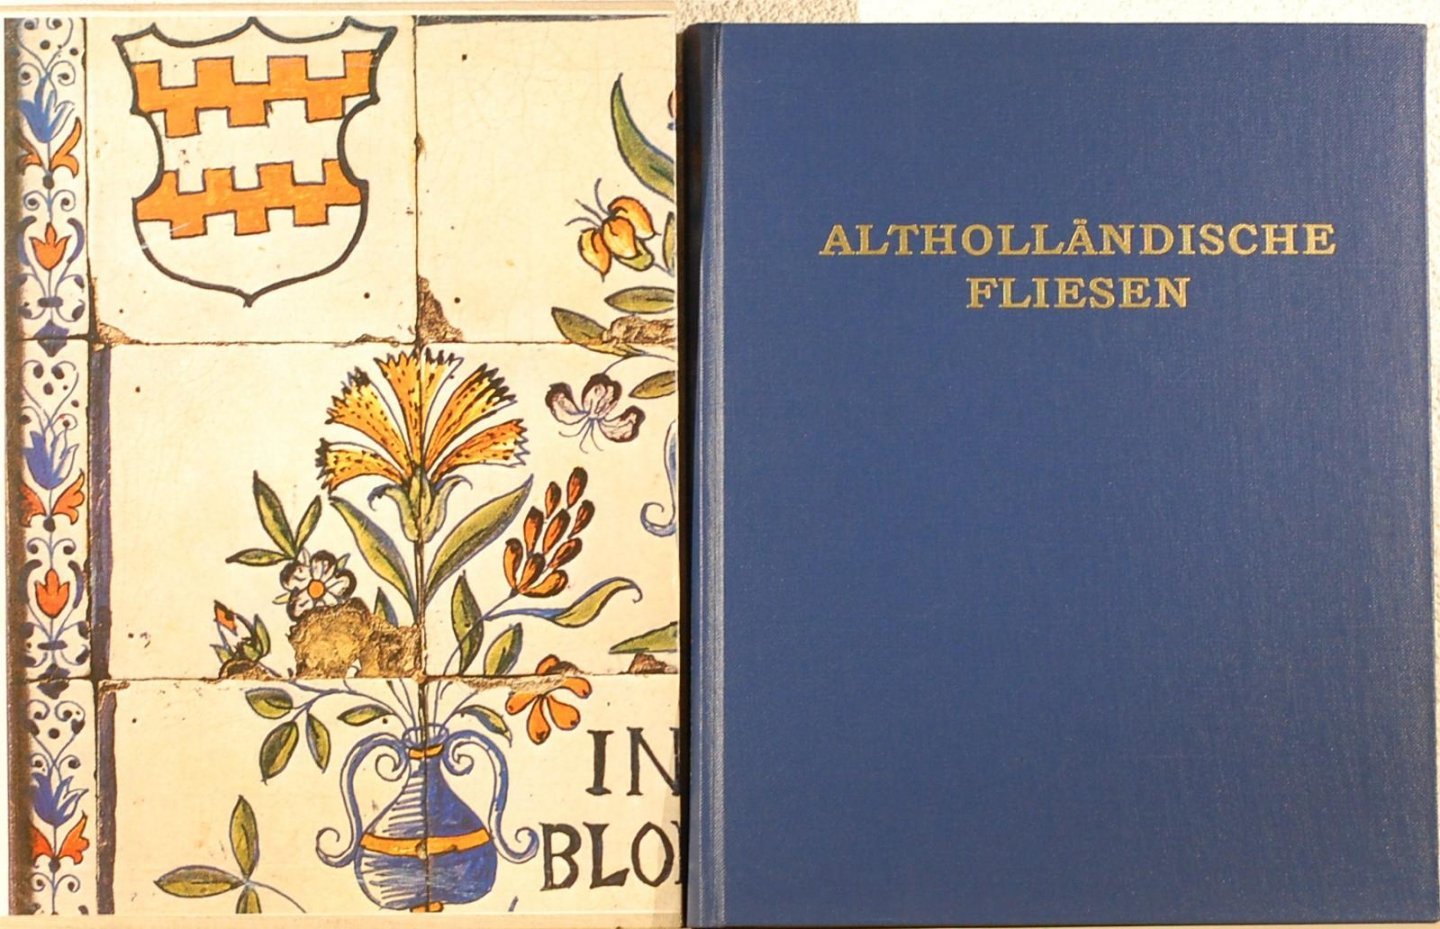 IN
BLO
ALTHOLLÄNDISCHE
FLIESEN